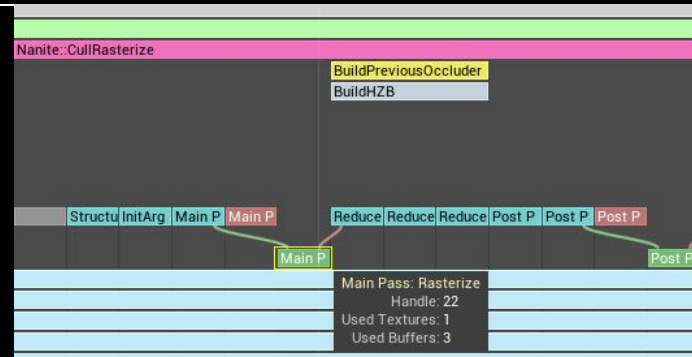 Nanite::CullRasterize
BuildPreviousOccluder
BuildHZB
Structu InitArg Main P Main P Reduce Reduce Reduce Post P Post P Post P
Main P Post P
Main Pass: Rasterize
Handle: 22
Used Textures: 1
Used Buffers: 3